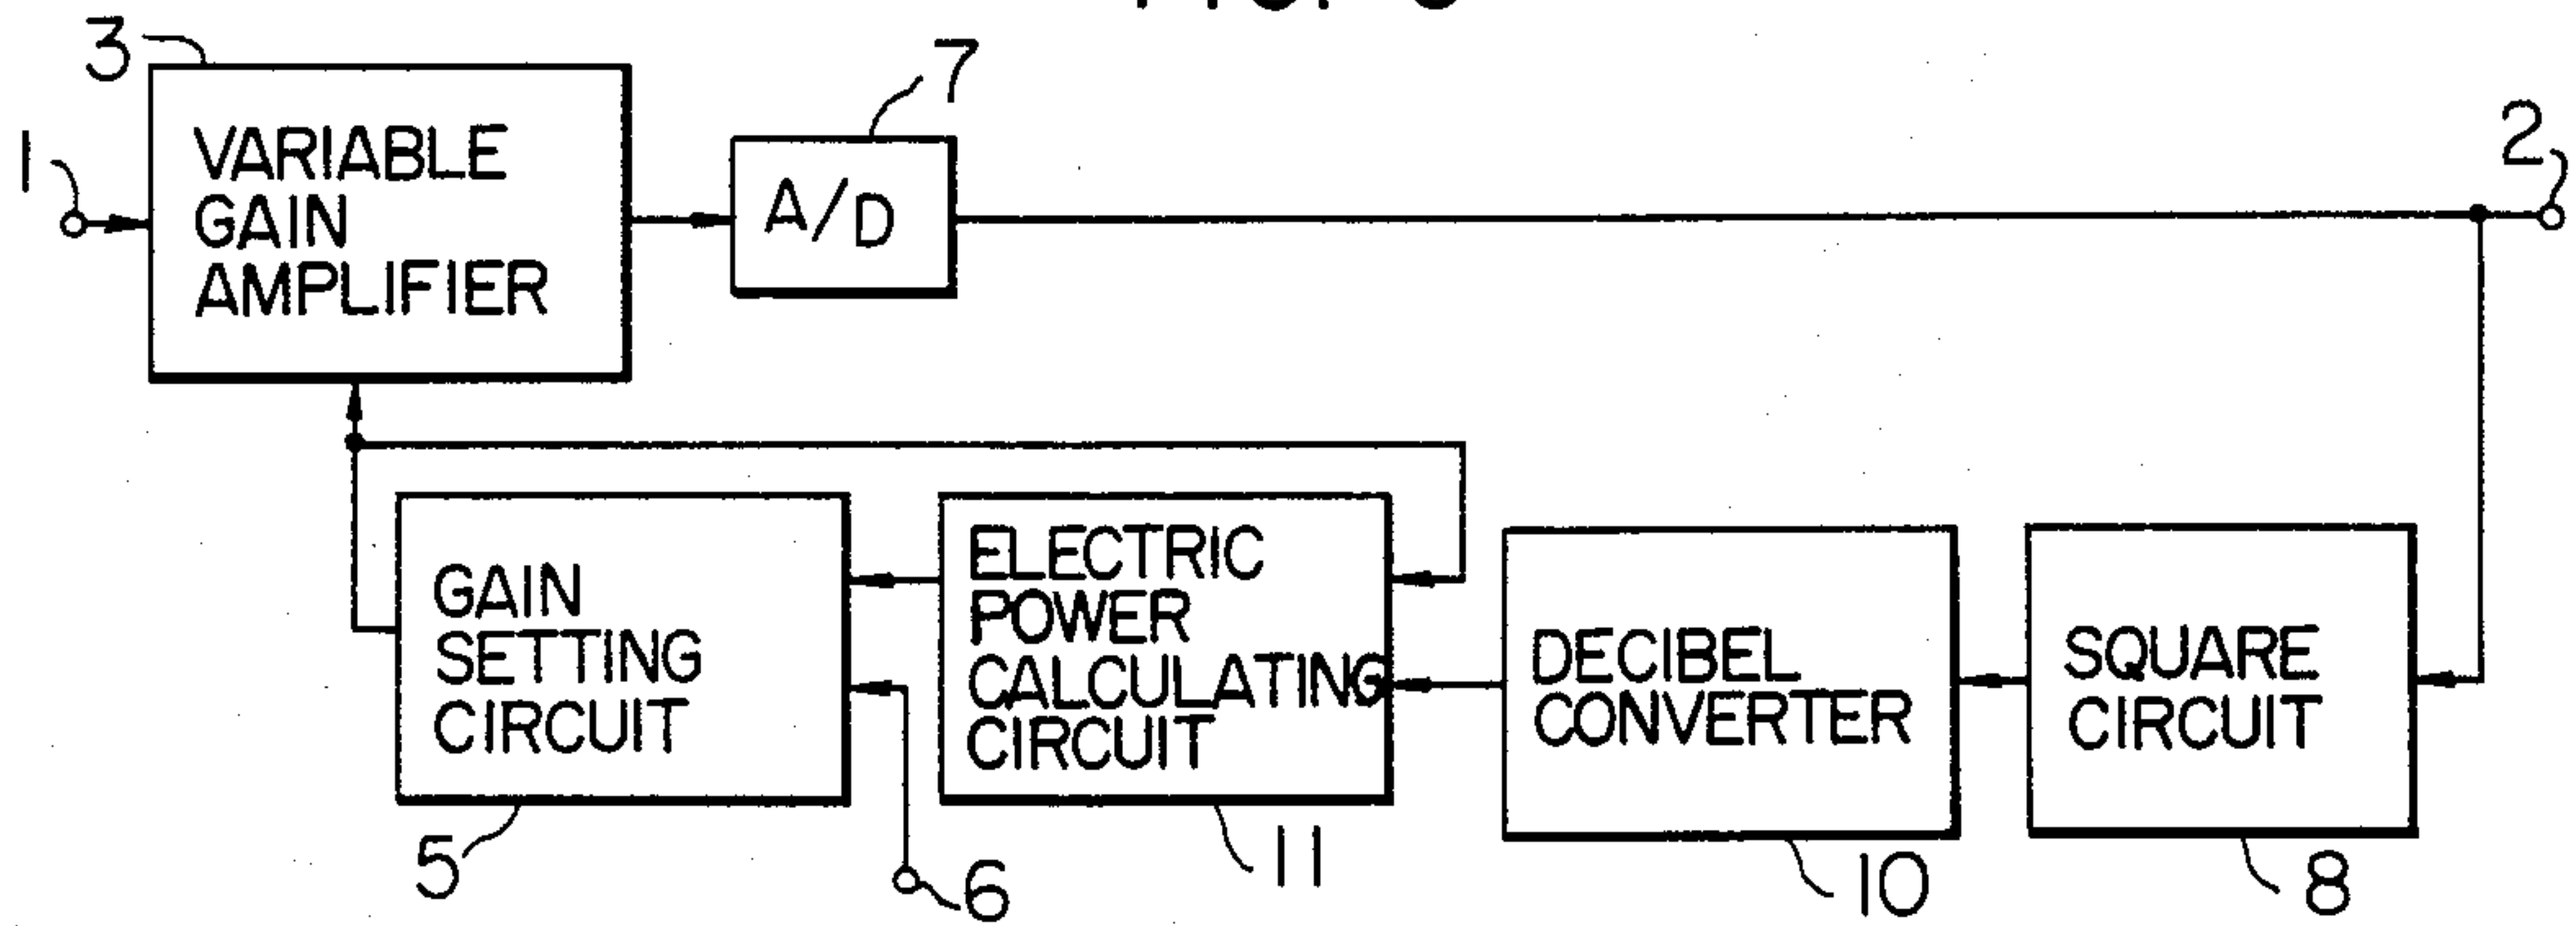 3
7
1
2
VARIABLE
GAIN
AMPLIFIER
A/D
GAIN
SETTING
CIRCUIT
ELECTRIC
POWER
CALCULATING
CIRCUIT
DECIBEL
CONVERTER
SQUARE
CIRCUIT
5
6
11
10
8